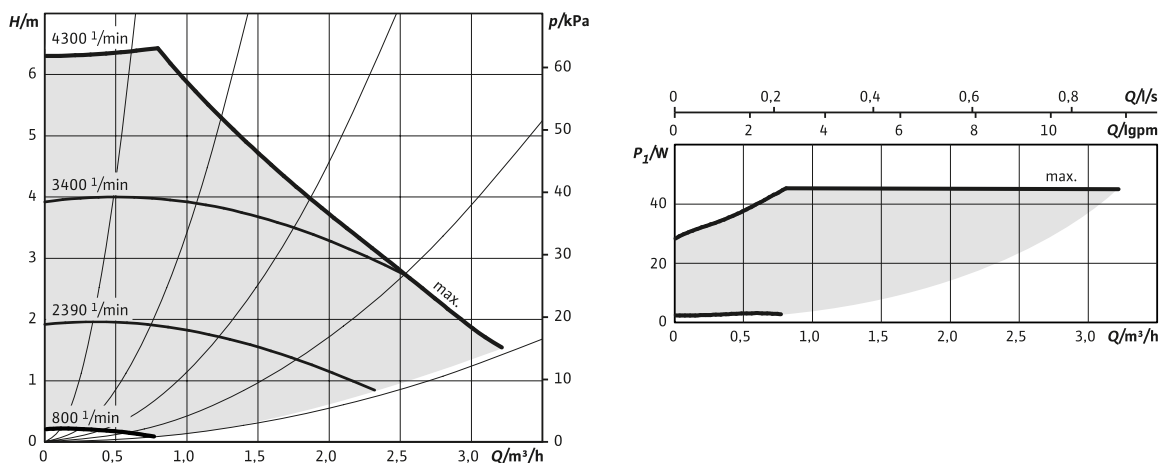 H/m
p/kPa
4300 1/min
6
60
5
50
3400 1/min
4
40
3
30
max.
2390 1/min
2
20
1
10
800 1/min
0
0
0 0,5 1,0 1,5 2,0 2,5 3,0 Q/m³/h
0 0,2 0,4 0,6 0,8 Q/l/s
0 2 4 6 8 10 Q/Igpm
P1/W
max.
40
20
0
0 0,5 1,0 1,5 2,0 2,5 3,0 Q/m³/h